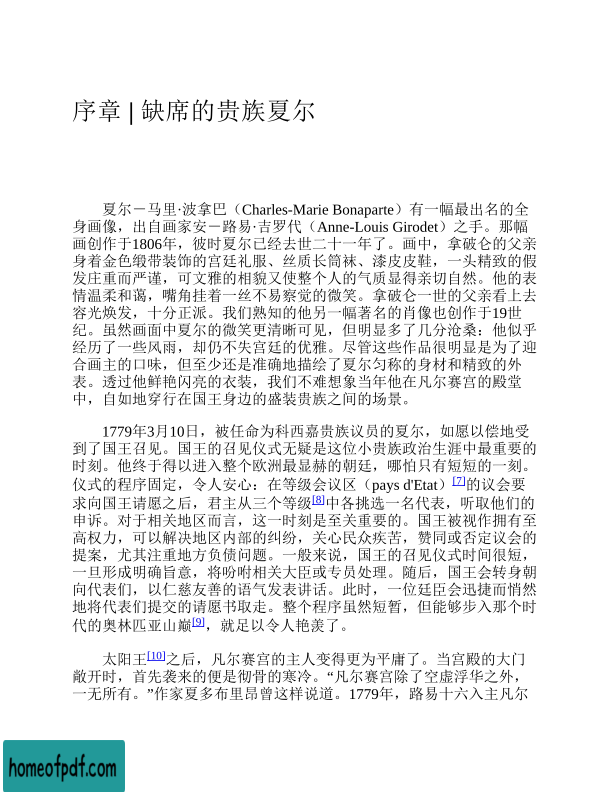 序章 | 缺席的贵族夏尔
夏尔－马里·波拿巴（Charles-Marie Bonaparte）有一幅最出名的全
身画像，出自画家安－路易·吉罗代（Anne-Louis Girodet）之手。那幅
画创作于1806年，彼时夏尔已经去世二十一年了。画中，拿破仑的父亲
身着金色缎带装饰的宫廷礼服、丝质长筒袜、漆皮皮鞋，一头精致的假
发庄重而严谨，可文雅的相貌又使整个人的气质显得亲切自然。他的表
情温柔和蔼，嘴角挂着一丝不易察觉的微笑。拿破仑一世的父亲看上去
容光焕发，十分正派。我们熟知的他另一幅著名的肖像也创作于19世
纪。虽然画面中夏尔的微笑更清晰可见，但明显多了几分沧桑：他似乎
经历了一些风雨，却仍不失宫廷的优雅。尽管这些作品很明显是为了迎
合画主的口味，但至少还是准确地描绘了夏尔匀称的身材和精致的外
表。透过他鲜艳闪亮的衣装，我们不难想象当年他在凡尔赛宫的殿堂
中，自如地穿行在国王身边的盛装贵族之间的场景。
1779年3月10日，被任命为科西嘉贵族议员的夏尔，如愿以偿地受
到了国王召见。国王的召见仪式无疑是这位小贵族政治生涯中最重要的
时刻。他终于得以进入整个欧洲最显赫的朝廷，哪怕只有短短的一刻。
仪式的程序固定，令人安心：在等级会议区（pays d'Etat）[7]的议会要
求向国王请愿之后，君主从三个等级[8]中各挑选一名代表，听取他们的
申诉。对于相关地区而言，这一时刻是至关重要的。国王被视作拥有至
高权力，可以解决地区内部的纠纷，关心民众疾苦，赞同或否定议会的
提案，尤其注重地方负债问题。一般来说，国王的召见仪式时间很短，
一旦形成明确旨意，将吩咐相关大臣或专员处理。随后，国王会转身朝
向代表们，以仁慈友善的语气发表讲话。此时，一位廷臣会迅捷而悄然
地将代表们提交的请愿书取走。整个程序虽然短暂，但能够步入那个时
代的奥林匹亚山巅[9]，就足以令人艳羡了。
太阳王[10]之后，凡尔赛宫的主人变得更为平庸了。当宫殿的大门
敞开时，首先袭来的便是彻骨的寒冷。“凡尔赛宫除了空虚浮华之外，
一无所有。”作家夏多布里昂曾这样说道。1779年，路易十六入主凡尔
homeofpdf.com